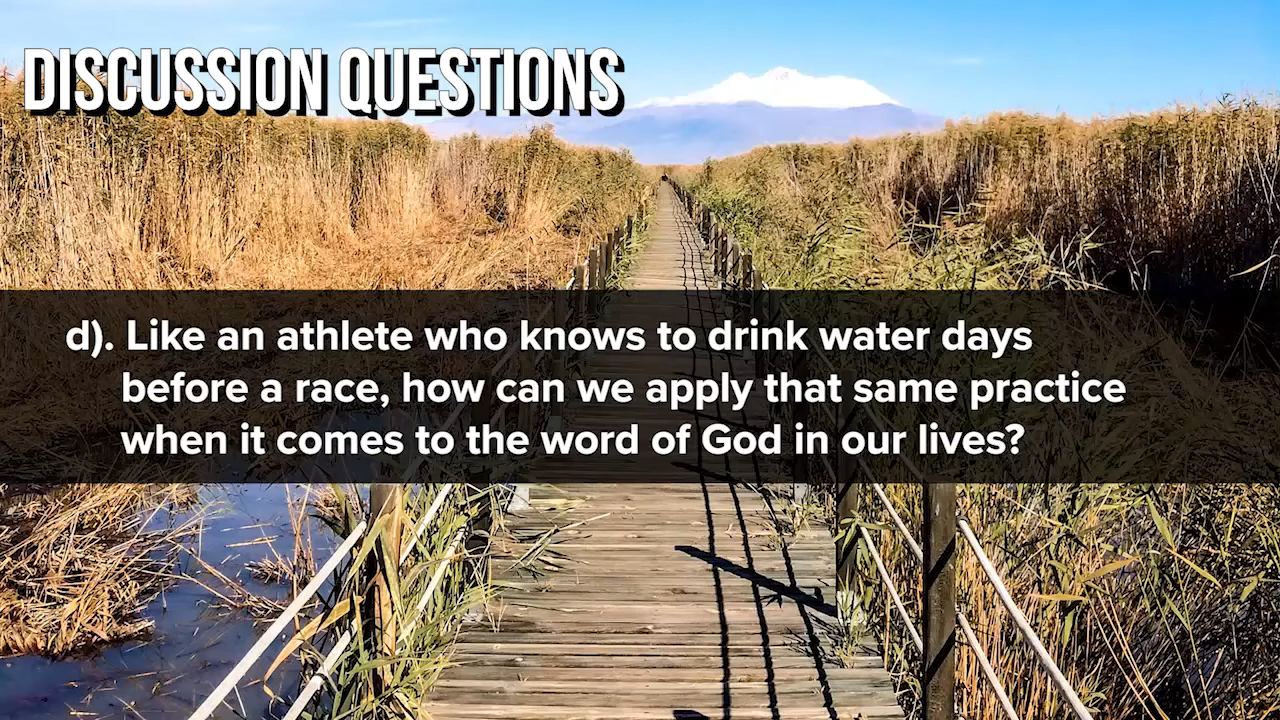 DISCUSSION QUESTIONS
d). Like an athlete who knows to drink water days
before a race, how can we apply that same practice
when it comes to the word of God in our lives?